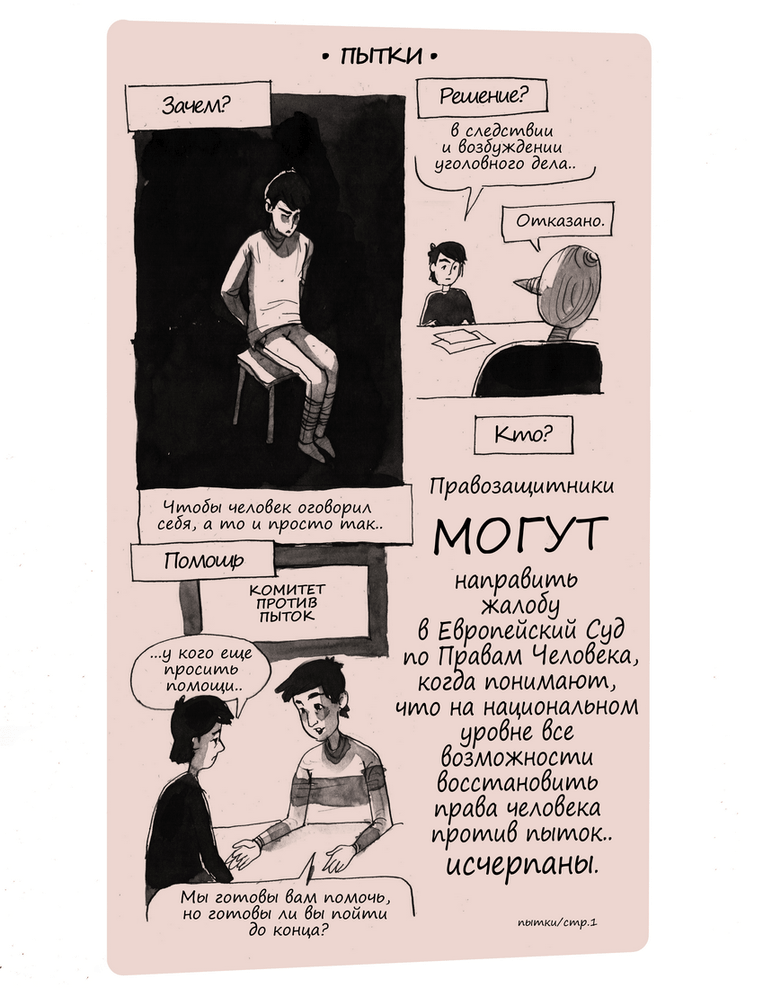 • ПЫТКИ •
Зачем?
Чтобы человек оговорил
себя, а то и просто так..
Решение?
в следствии
и возбуждении
уголовного дела..
Отказано.
Помощь
КОМИТЕТ
ПРОТИВ
ПЫТОК
...у кого еще
просить
помощи..
Мы готовы вам помочь,
но готовы ли вы пойти
до конца?
Кто?
Правозащитники
МОГУТ
направить
жалобу
в Европейский Суд
по Правам Человека,
когда понимают,
что на национальном
уровне все
возможности
восстановить
права человека
против пыток..
исчерпаны.
пытки/стр.1